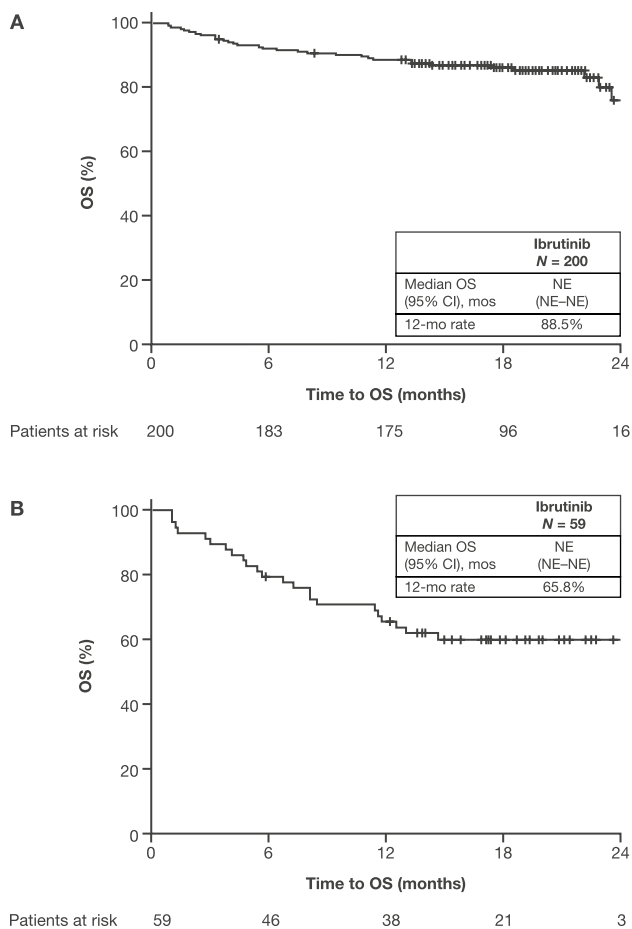 A
100
80
60
40
20
0
OS (%)
Ibrutinib
N = 200
Median OS NE
(95% CI), mos (NE–NE)
12-mo rate 88.5%
0 6 12 18 24
Time to OS (months)
Patients at risk 200 183 175 96 16
B
100
80
60
40
20
0
OS (%)
Ibrutinib
N = 59
Median OS NE
(95% CI), mos (NE–NE)
12-mo rate 65.8%
0 6 12 18 24
Time to OS (months)
Patients at risk 59 46 38 21 3